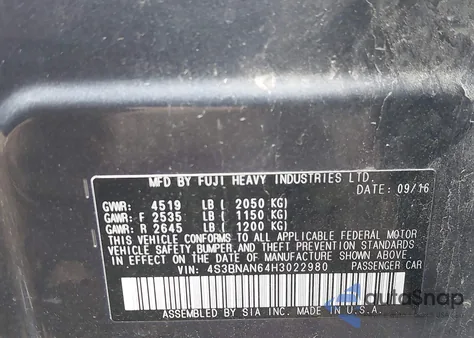 MFD BY FUJI HEAVY INDUSTRIES LTD.
DATE: 09/16
GVWR: 4519 LB ( 2050 KG)
GAWR: F 2535 LB ( 1150 KG)
GAWR: R 2645 LB ( 1200 KG)
THIS VEHICLE CONFORMS TO ALL APPLICABLE FEDERAL MOTOR
VEHICLE SAFETY,BUMPER,AND THEFT PREVENTION STANDARDS
IN EFFECT ON THE DATE OF MANUFACTURE SHOWN ABOVE.
VIN: 4S3BNAN64H3022980 PASSENGER CAR
ASSEMBLED BY SIA INC. MADE IN U.S.A.
autoSnap